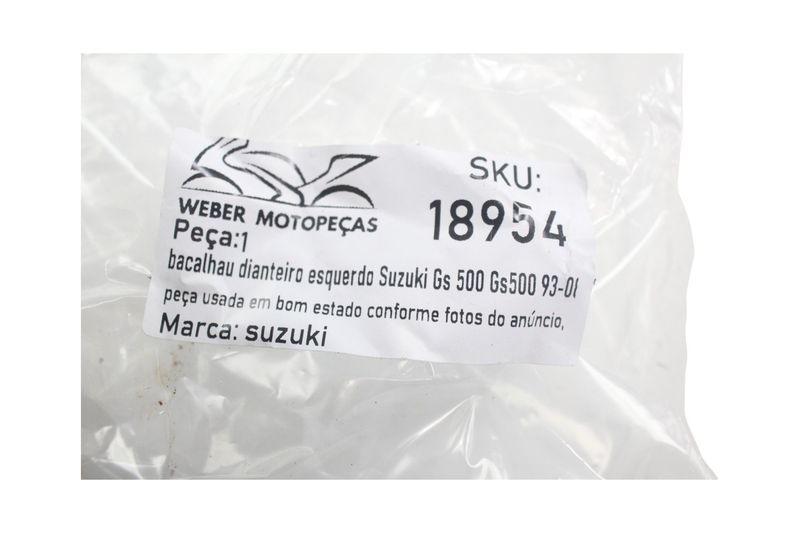 SKU:
18954
WEBER MOTOPEÇAS
Peça:1
bacalhau dianteiro esquerdo Suzuki Gs 500 Gs500 93-08
peça usada em bom estado conforme fotos do anúncio,
Marca: suzuki